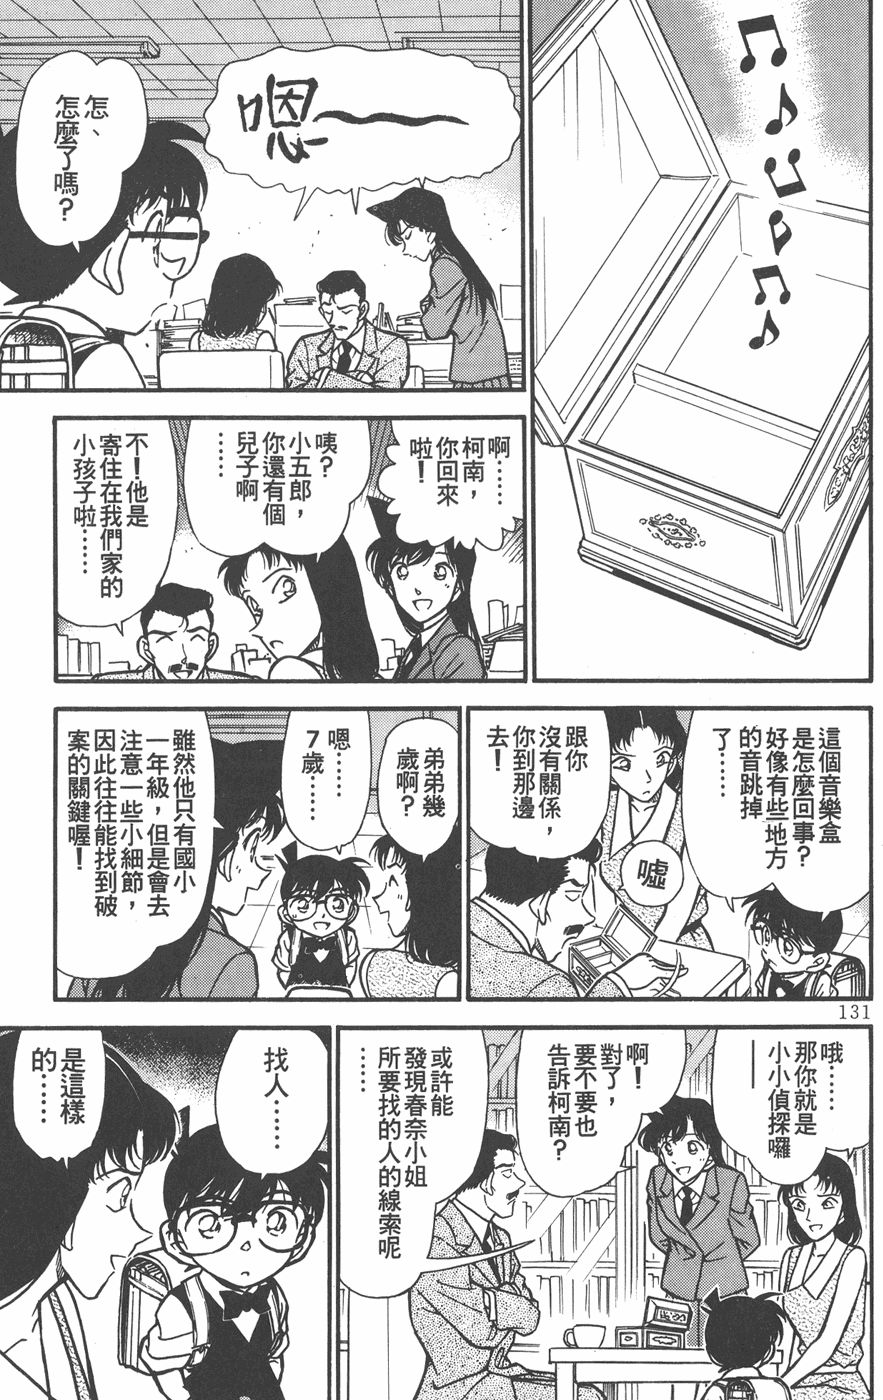 嗯
怎、
怎麼了嗎？
啊……
柯南，
你回來
啦！
咦？
小五郎，
你還有個
兒子啊
……
不！他是
寄住在我們家的
小孩子啦……
這個音樂盒
是怎麼回事？
好像有些地方
的音跳掉
了……
噓
跟你
沒有關係，
你到那邊
去！
弟弟幾
歲啊？
嗯……
7歲……
雖然他只有國小
一年級，但是會去
注意一些小細節，
因此往往能找到破
案的關鍵喔！
131
哦……
那你就是
小小偵探囉
——
啊！
對了，
要不要也
告訴柯南？
或許能
發現春奈小姐
所要找的人的線索呢
找人……
是這樣
的……